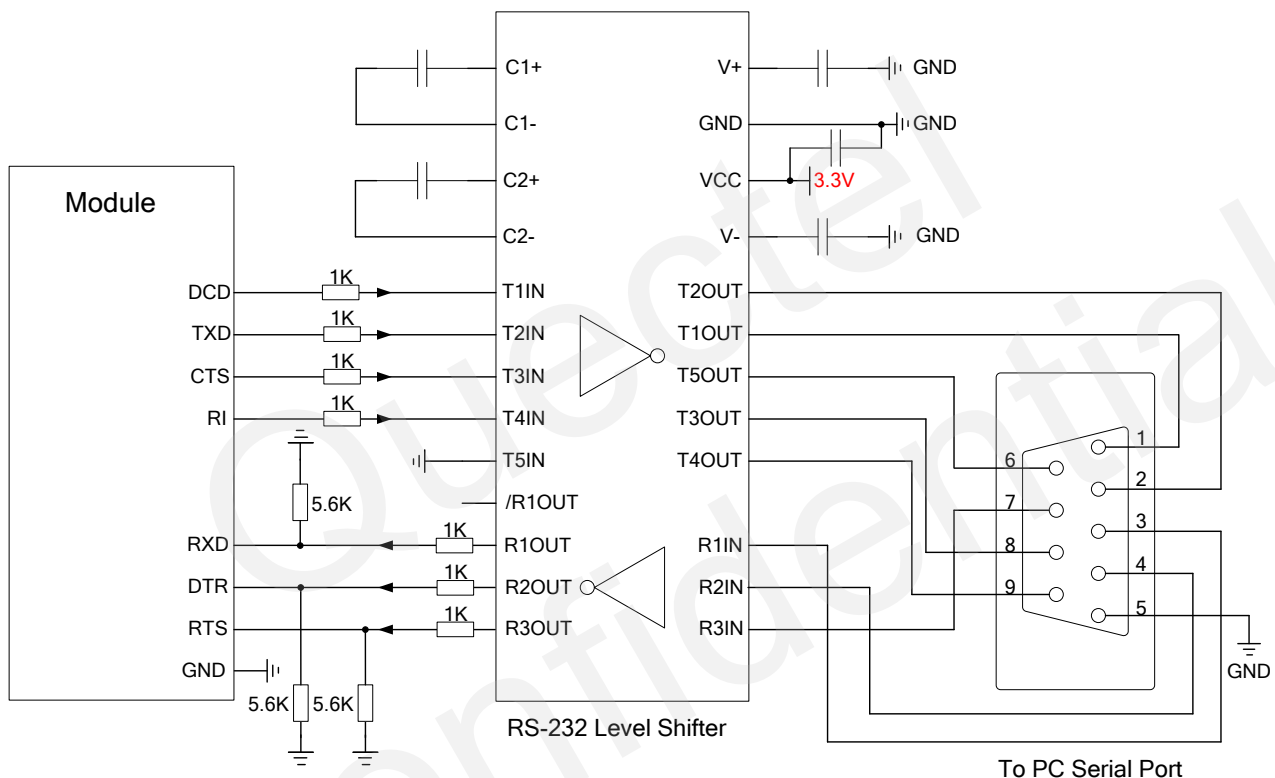 Module
DCD
TXD
CTS
RI
RXD
DTR
RTS
GND
1K
1K
1K
1K
5.6K
1K
1K
1K
5.6K
5.6K
C1+
C1-
C2+
C2-
T1IN
T2IN
T3IN
T4IN
T5IN
/R1OUT
R1OUT
R2OUT
R3OUT
V+
GND
VCC
V-
T2OUT
T1OUT
T5OUT
T3OUT
T4OUT
R1IN
R2IN
R3IN
RS-232 Level Shifter
GND
GND
3.3V
GND
1
6
2
7
3
8
4
9
5
GND
To PC Serial Port
Quectel
Confidential